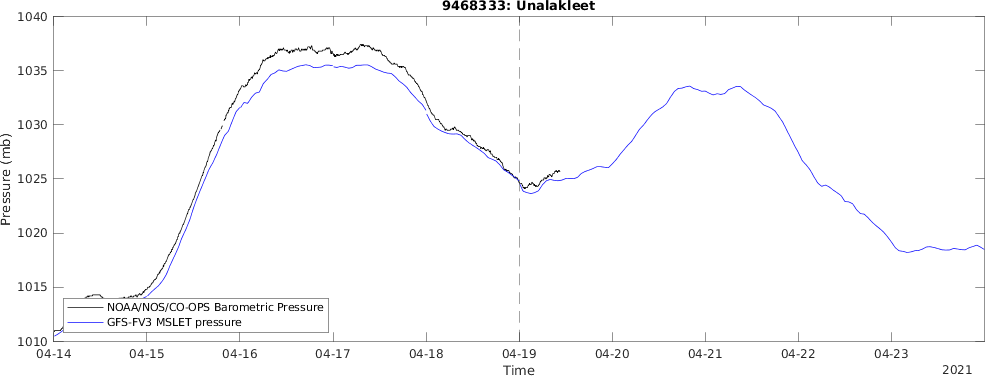 9468333: Unalakleet
Pressure (mb)
1040
1035
1030
1025
1020
1015
1010
NOAA/NOS/CO-OPS Barometric Pressure
GFS-FV3 MSLET pressure
04-14 04-15 04-16 04-17 04-18 04-19 04-20 04-21 04-22 04-23
Time
2021